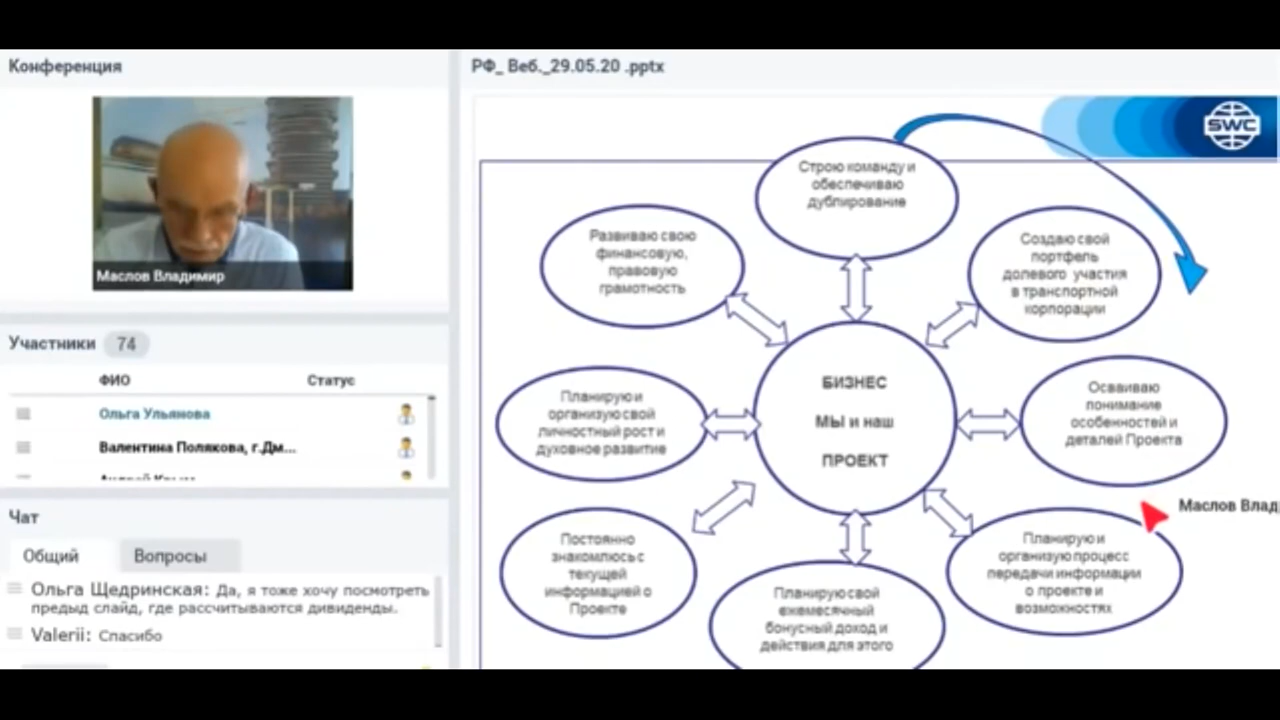 Конференция
Маслов Владимир
Участники 74
ФИО Статус
Ольга Ульянова
Валентина Полякова, г.Дм...
Чат
Общий Вопросы
Ольга Щедринская: Да, я тоже хочу посмотреть
предыд слайд, где рассчитываются дивиденды.
Valerii: Спасибо
РФ_ Веб._29.05.20 .pptx
SWC
Строю команду и
обеспечиваю
дублирование
Развиваю свою
финансовую,
правовую
грамотность
Создаю свой
портфель
долевого участия
в транспортной
корпорации
Планирую и
организую свой
личностный рост и
духовное развитие
БИЗНЕС
Мы и наш
ПРОЕКТ
Осваиваю
понимание
особенностей и
деталей Проекта
Маслов Влад
Постоянно
знакомлюсь с
текущей
информацией о
Проекте
Планирую свой
ежемесячный
бонусный доход и
действия для этого
Планирую и
организую процесс
передачи информации
о проекте и
возможностях